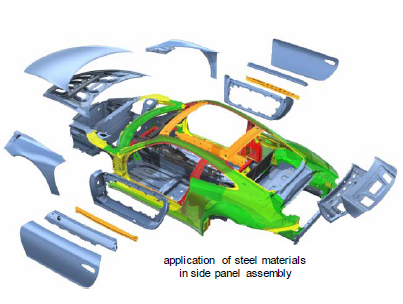 application of steel materials
in side panel assembly